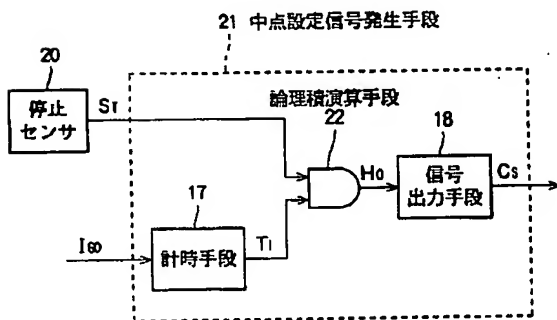 21 中点設定信号発生手段
20
停止
センサ
ST
論理積演算手段
22
18
H0
信号
出力手段
CS
17
IG0
計時手段
TI